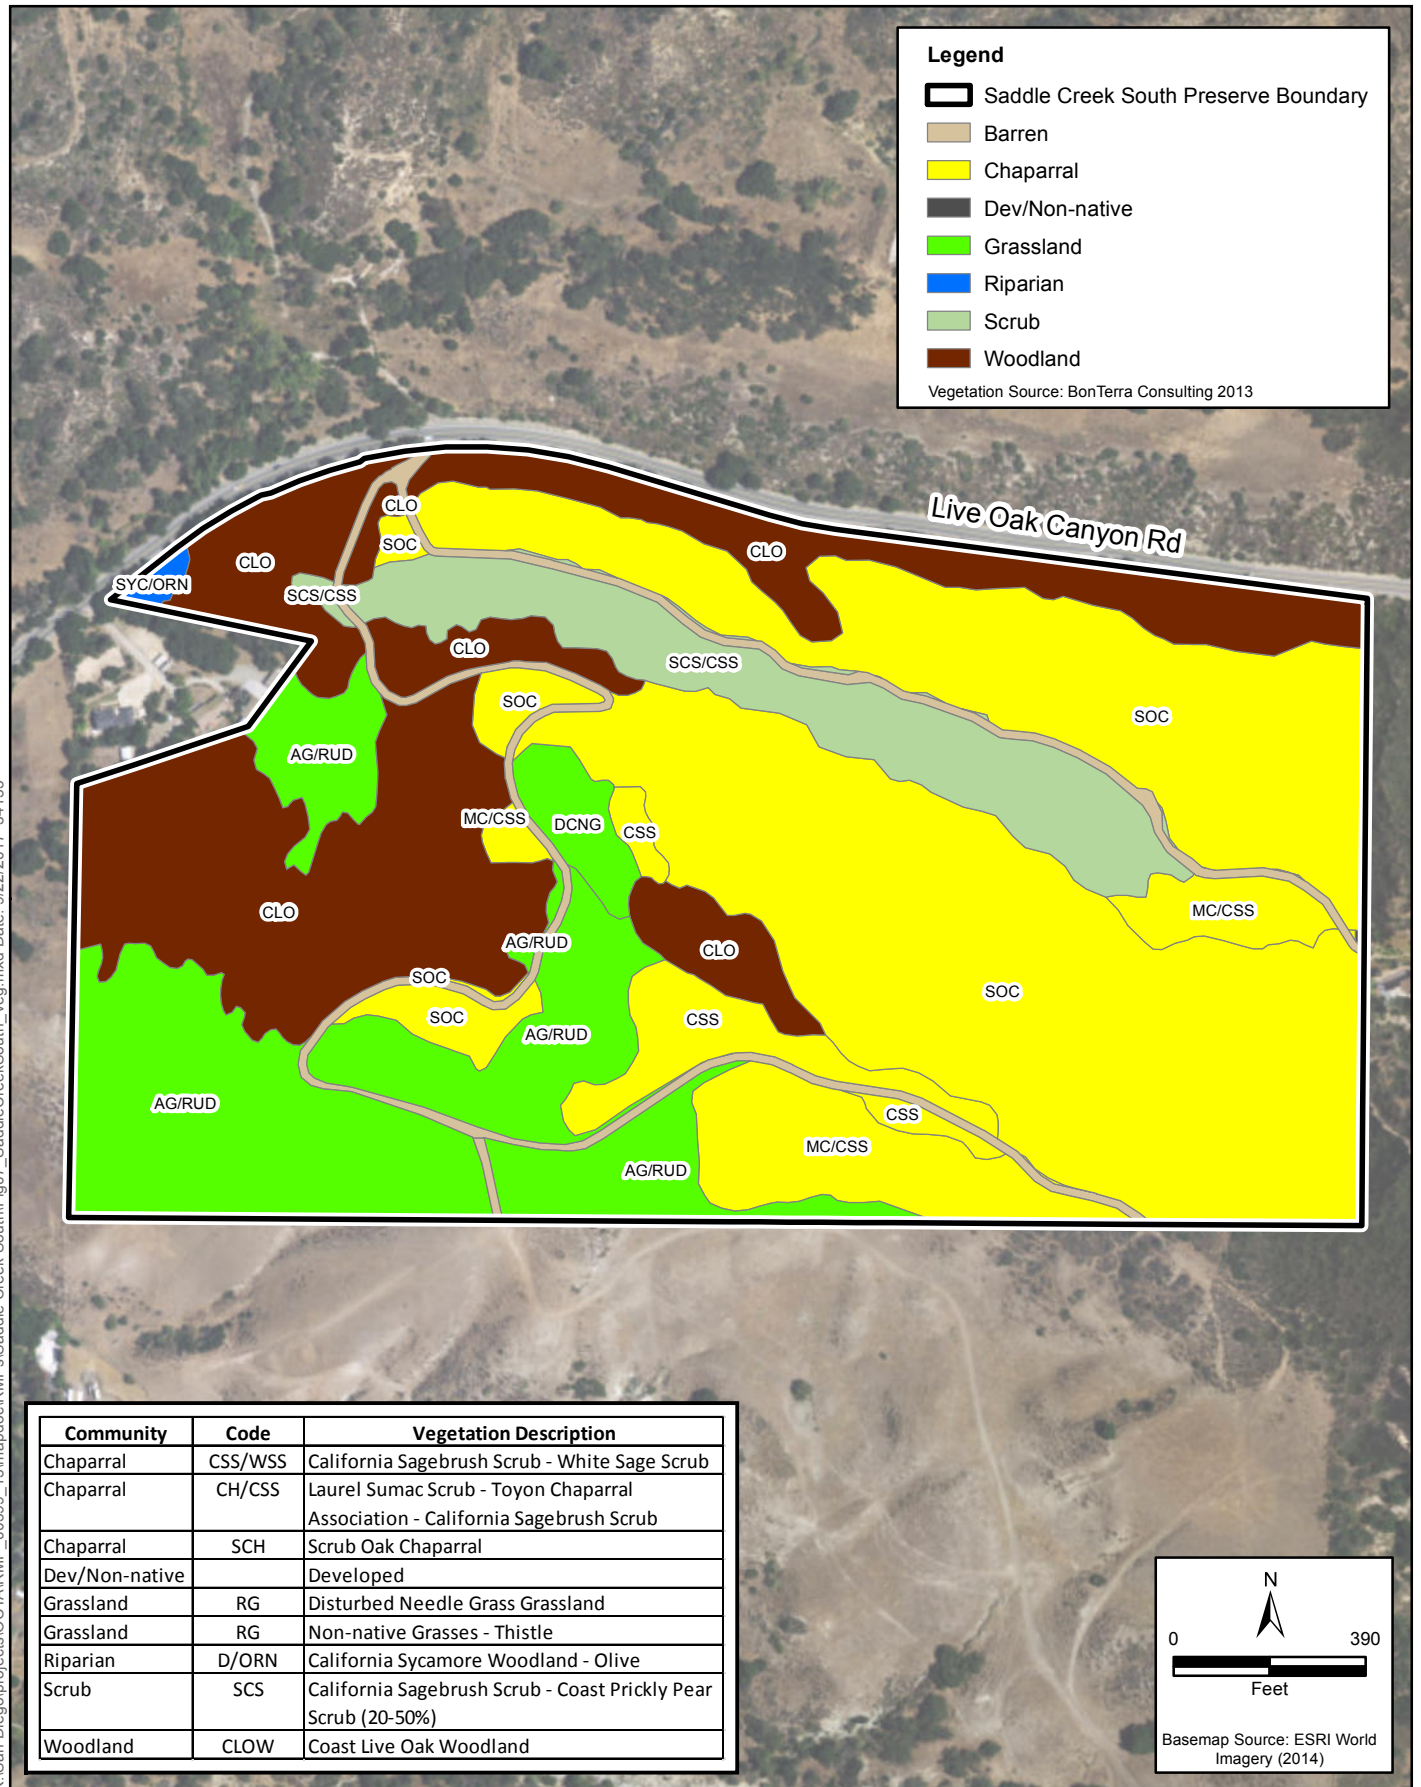 Legend
Saddle Creek South Preserve Boundary
Barren
Chaparral
Dev/Non-native
Grassland
Riparian
Scrub
Woodland
Vegetation Source: BonTerra Consulting 2013
Live Oak Canyon Rd
CLO
SOC
CLO
CLO
SYC/ORN
SCS/CSS
CLO
SCS/CSS
SOC
SOC
AG/RUD
MC/CSS
DCNG
CSS
CLO
MC/CSS
AG/RUD
CLO
SOC
SOC
SOC
CSS
AG/RUD
AG/RUD
CSS
MC/CSS
AG/RUD
Community Code Vegetation Description
Chaparral CSS/WSS California Sagebrush Scrub - White Sage Scrub
Chaparral CH/CSS Laurel Sumac Scrub - Toyon Chaparral
Association - California Sagebrush Scrub
Chaparral SCH Scrub Oak Chaparral
Dev/Non-native Developed
Grassland RG Disturbed Needle Grass Grassland
Grassland RG Non-native Grasses - Thistle
Riparian D/ORN California Sycamore Woodland - Olive
Scrub SCS California Sagebrush Scrub - Coast Prickly Pear
Scrub (20-50%)
Woodland CLOW Coast Live Oak Woodland
N
0 390
Feet
Basemap Source: ESRI World
Imagery (2014)